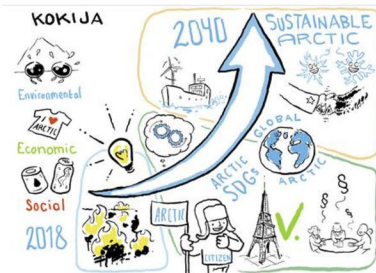 KOKIJA
Environmental
ARCTIC
Economic
Social
2018
2040
SUSTAINABLE
ARCTIC
GLOBAL
ARCTIC
ARCTIC
SDGs
ARCTIC
CITIZEN
§
§
§